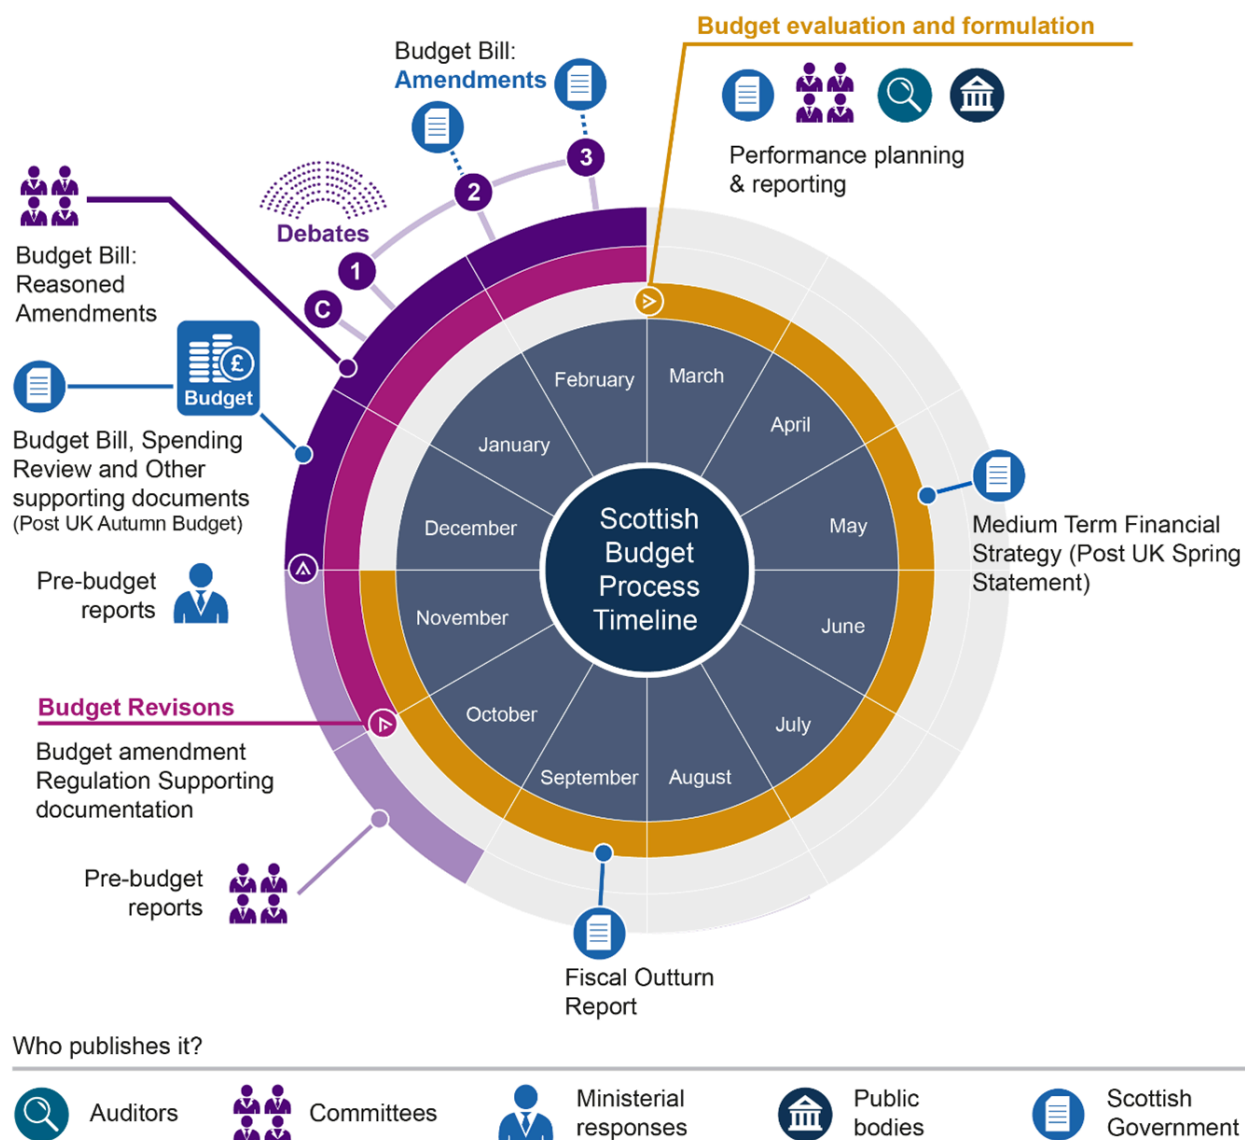 Budget evaluation and formulation
Budget Bill:
Amendments
Performance planning
& reporting
3
2
Debates
1
C
Budget Bill:
Reasoned
Amendments
£
Budget
Budget Bill, Spending
Review and Other
supporting documents
(Post UK Autumn Budget)
Pre-budget
reports
Budget Revisons
Budget amendment
Regulation Supporting
documentation
Pre-budget
reports
February
March
January
April
December
May
November
June
October
July
September
August
Scottish
Budget
Process
Timeline
Medium Term Financial
Strategy (Post UK Spring
Statement)
Fiscal Outturn
Report
Who publishes it?
Auditors
Committees
Ministerial
responses
Public
bodies
Scottish
Government